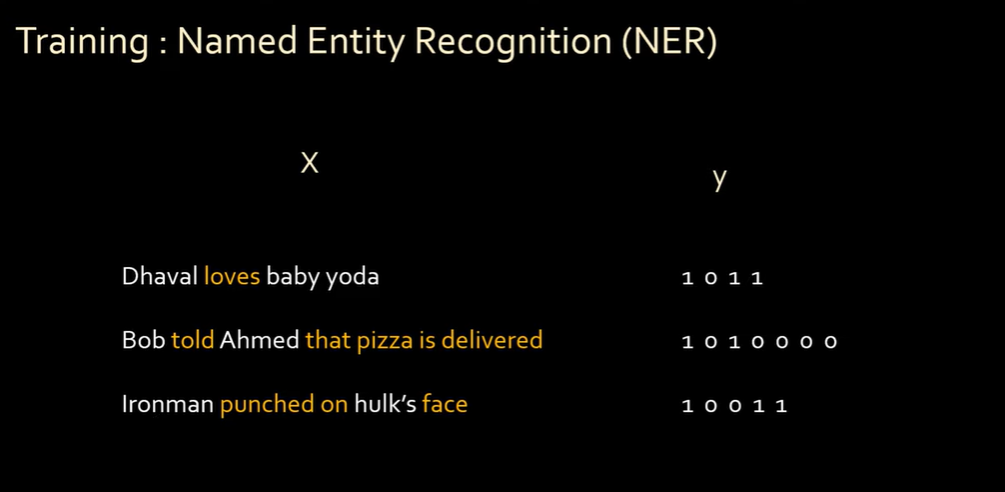 Training : Named Entity Recognition (NER)
X
y
Dhaval loves baby yoda 1 0 1 1
Bob told Ahmed that pizza is delivered 1 0 1 0 0 0 0
Ironman punched on hulk's face 1 0 0 1 1